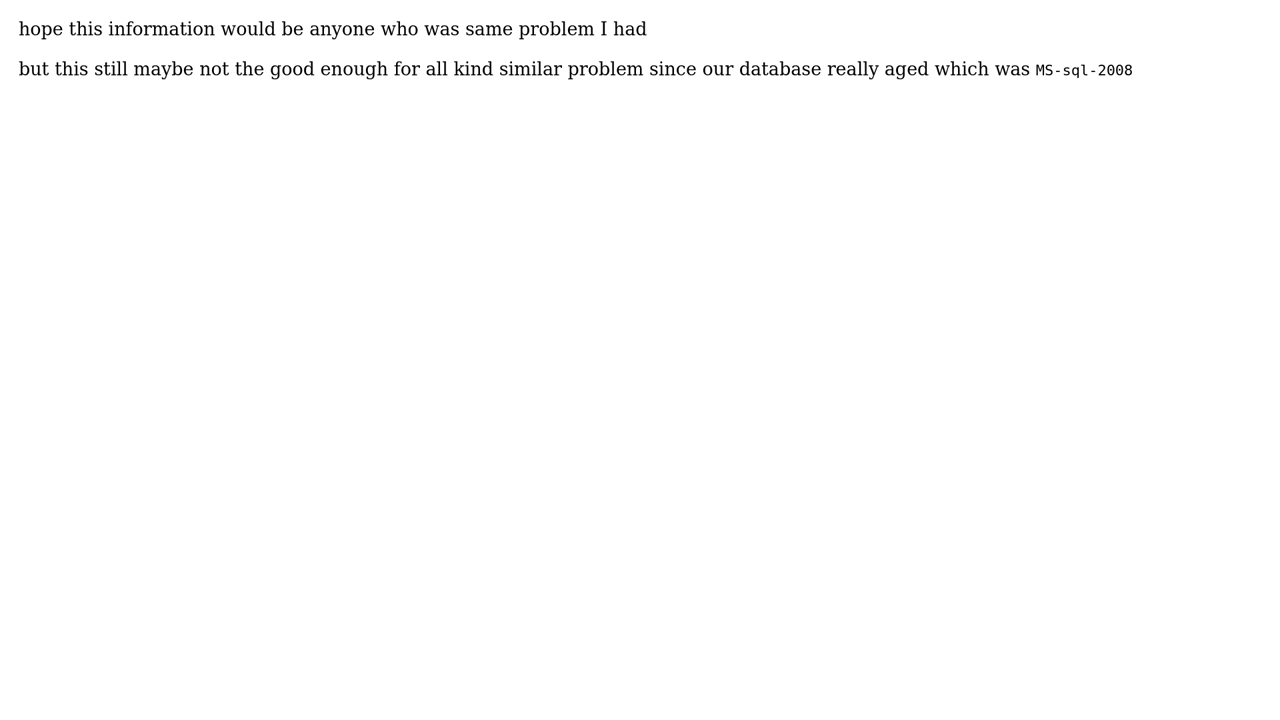 hope this information would be anyone who was same problem I had
but this still maybe not the good enough for all kind similar problem since our database really aged which was MS-sql-2008